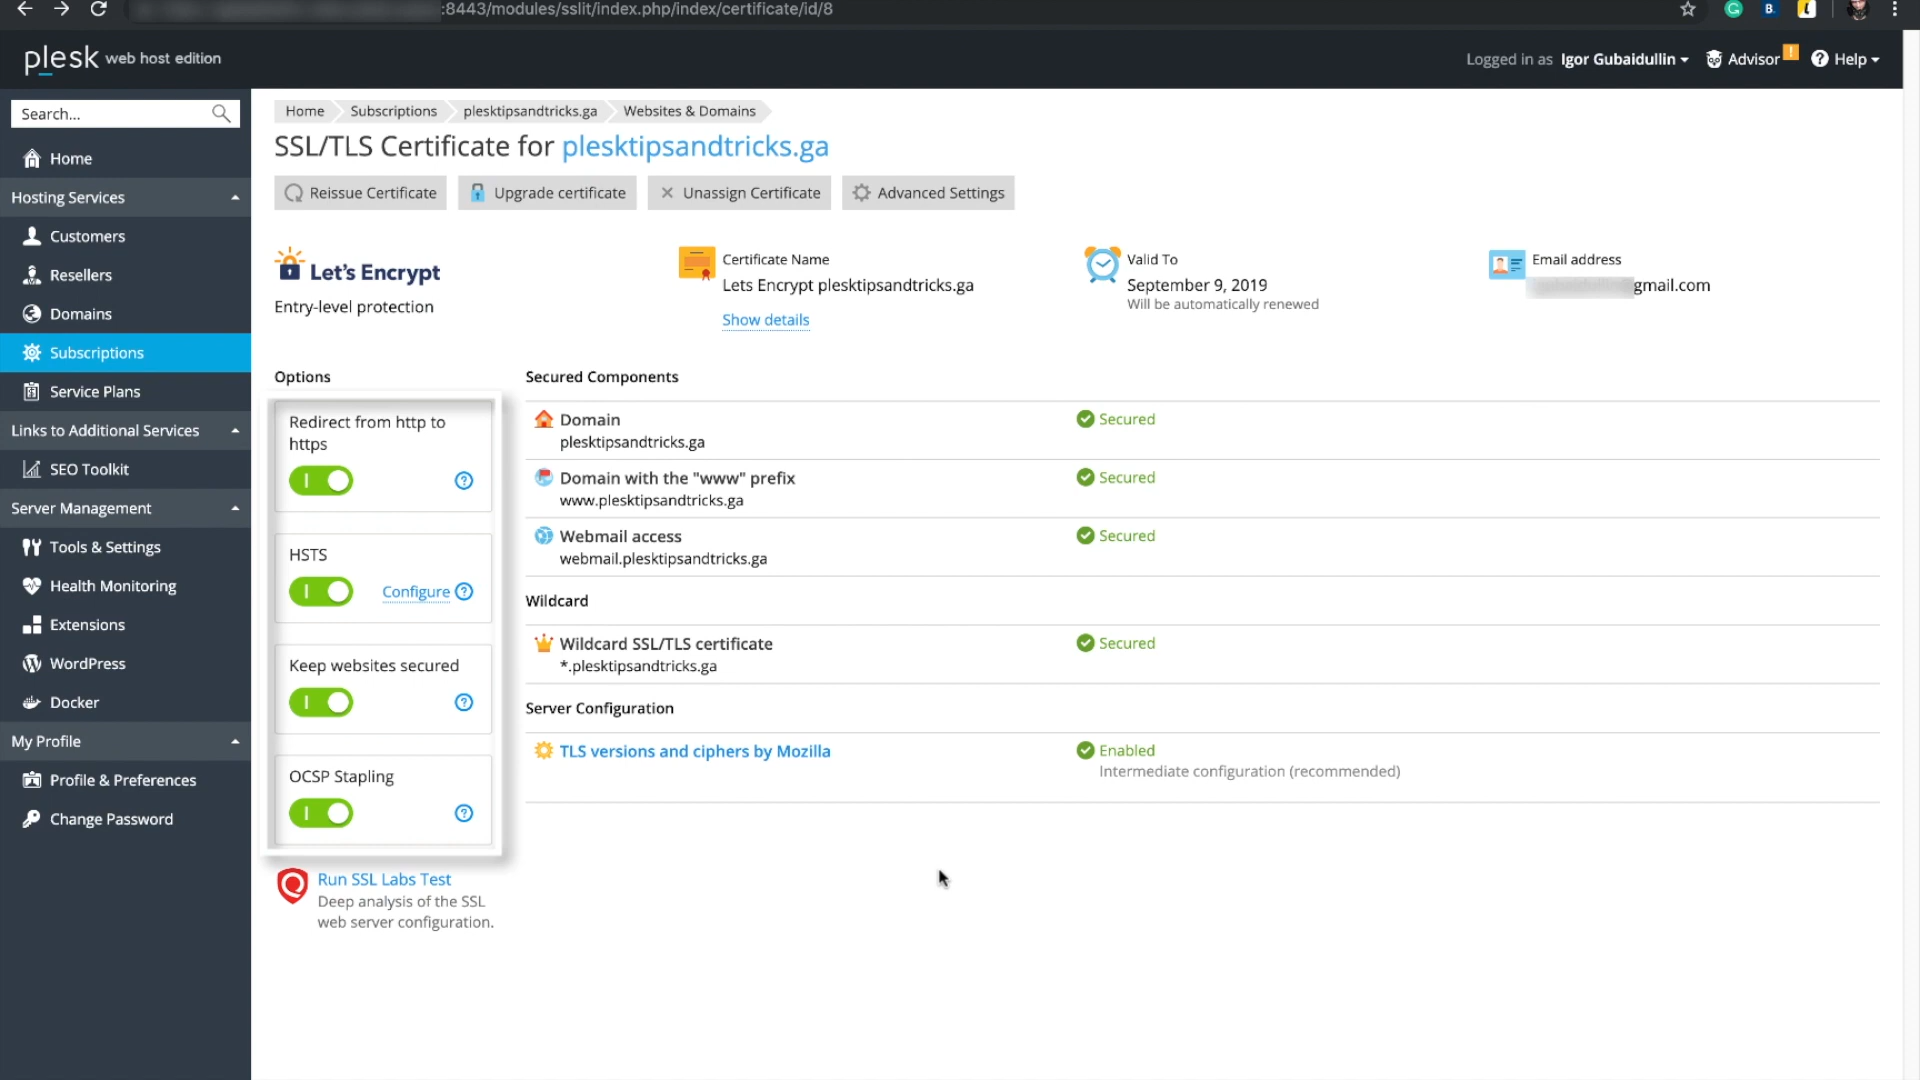 :8443/modules/sslit/index.php/index/certificate/id/8
plesk web host edition
Logged in as Igor Gubaidullin Advisor ! Help
Search...
Home
Hosting Services
Customers
Resellers
Domains
Subscriptions
Service Plans
Links to Additional Services
SEO Toolkit
Server Management
Tools & Settings
Health Monitoring
Extensions
WordPress
Docker
My Profile
Profile & Preferences
Change Password
Home Subscriptions plesktipsandtricks.ga Websites & Domains
SSL/TLS Certificate for plesktipsandtricks.ga
Reissue Certificate Upgrade certificate Unassign Certificate Advanced Settings
Let's Encrypt
Entry-level protection
Certificate Name
Lets Encrypt plesktipsandtricks.ga
Show details
Valid To
September 9, 2019
Will be automatically renewed
Email address
gmail.com
Options
Redirect from http to
https
HSTS
Configure
Keep websites secured
OCSP Stapling
Run SSL Labs Test
Deep analysis of the SSL
web server configuration.
Secured Components
Domain Secured
plesktipsandtricks.ga
Domain with the "www" prefix Secured
www.plesktipsandtricks.ga
Webmail access Secured
webmail.plesktipsandtricks.ga
Wildcard
Wildcard SSL/TLS certificate Secured
*.plesktipsandtricks.ga
Server Configuration
TLS versions and ciphers by Mozilla Enabled
Intermediate configuration (recommended)